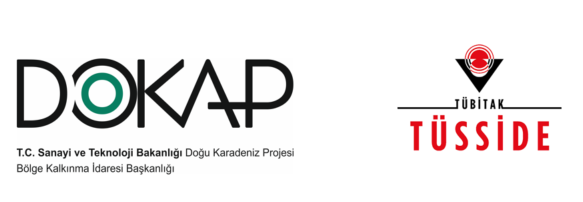 DOKAP
T.C. Sanayi ve Teknoloji Bakanlığı Doğu Karadeniz Projesi
Bölge Kalkınma İdaresi Başkanlığı
TÜBİTAK
TÜSSİDE